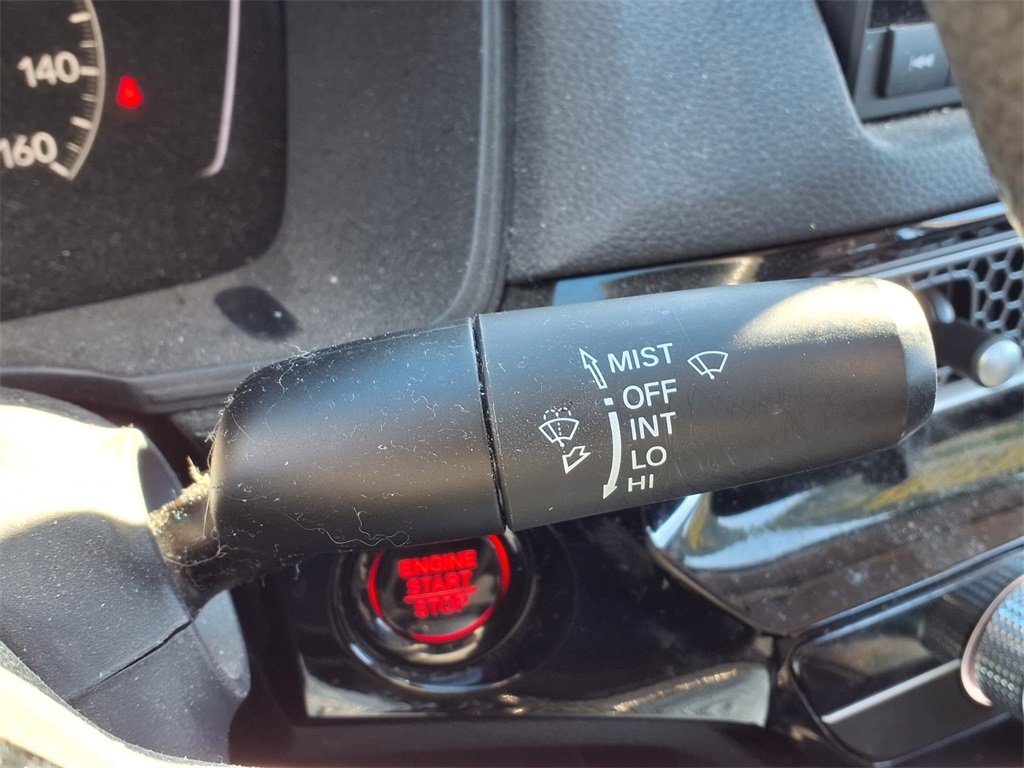 140
160
MIST
OFF
INT
LO
HI
ENGINE
START
STOP